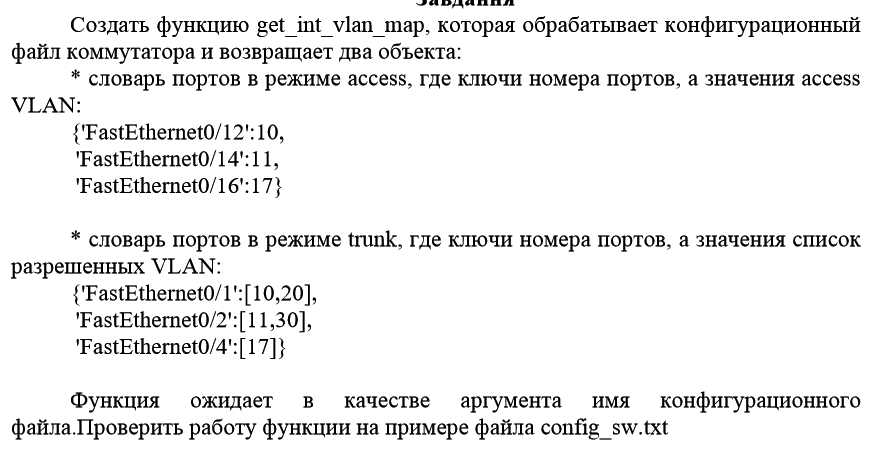 Завдання
Создать функцию get_int_vlan_map, которая обрабатывает конфигурационный
файл коммутатора и возвращает два объекта:
* словарь портов в режиме access, где ключи номера портов, а значения access
VLAN:
{'FastEthernet0/12':10,
'FastEthernet0/14':11,
'FastEthernet0/16':17}
* словарь портов в режиме trunk, где ключи номера портов, а значения список
разрешенных VLAN:
{'FastEthernet0/1':[10,20],
'FastEthernet0/2':[11,30],
'FastEthernet0/4':[17]}
Функция ожидает в качестве аргумента имя конфигурационного
файла.Проверить работу функции на примере файла config_sw.txt